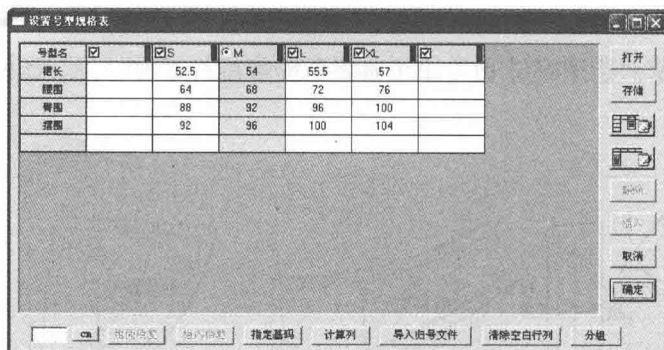 设置号型规格表
号型名 S M L XL
裙长 52.5 54 55.5 57
腰围 64 68 72 76
臀围 88 92 96 100
摆围 92 96 100 104
打开
存储
删除
插入
取消
确定
cm 指定基码 计算列 导入归号文件 清除空白行列 分组